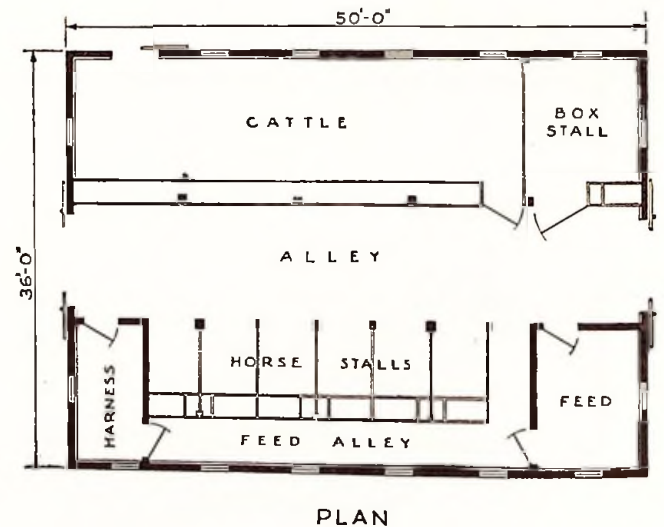 50'-0"
CATTLE
BOX
STALL
ALLEY
36'-0"
HORSE STALLS
HARNESS
FEED
FEED ALLEY
PLAN